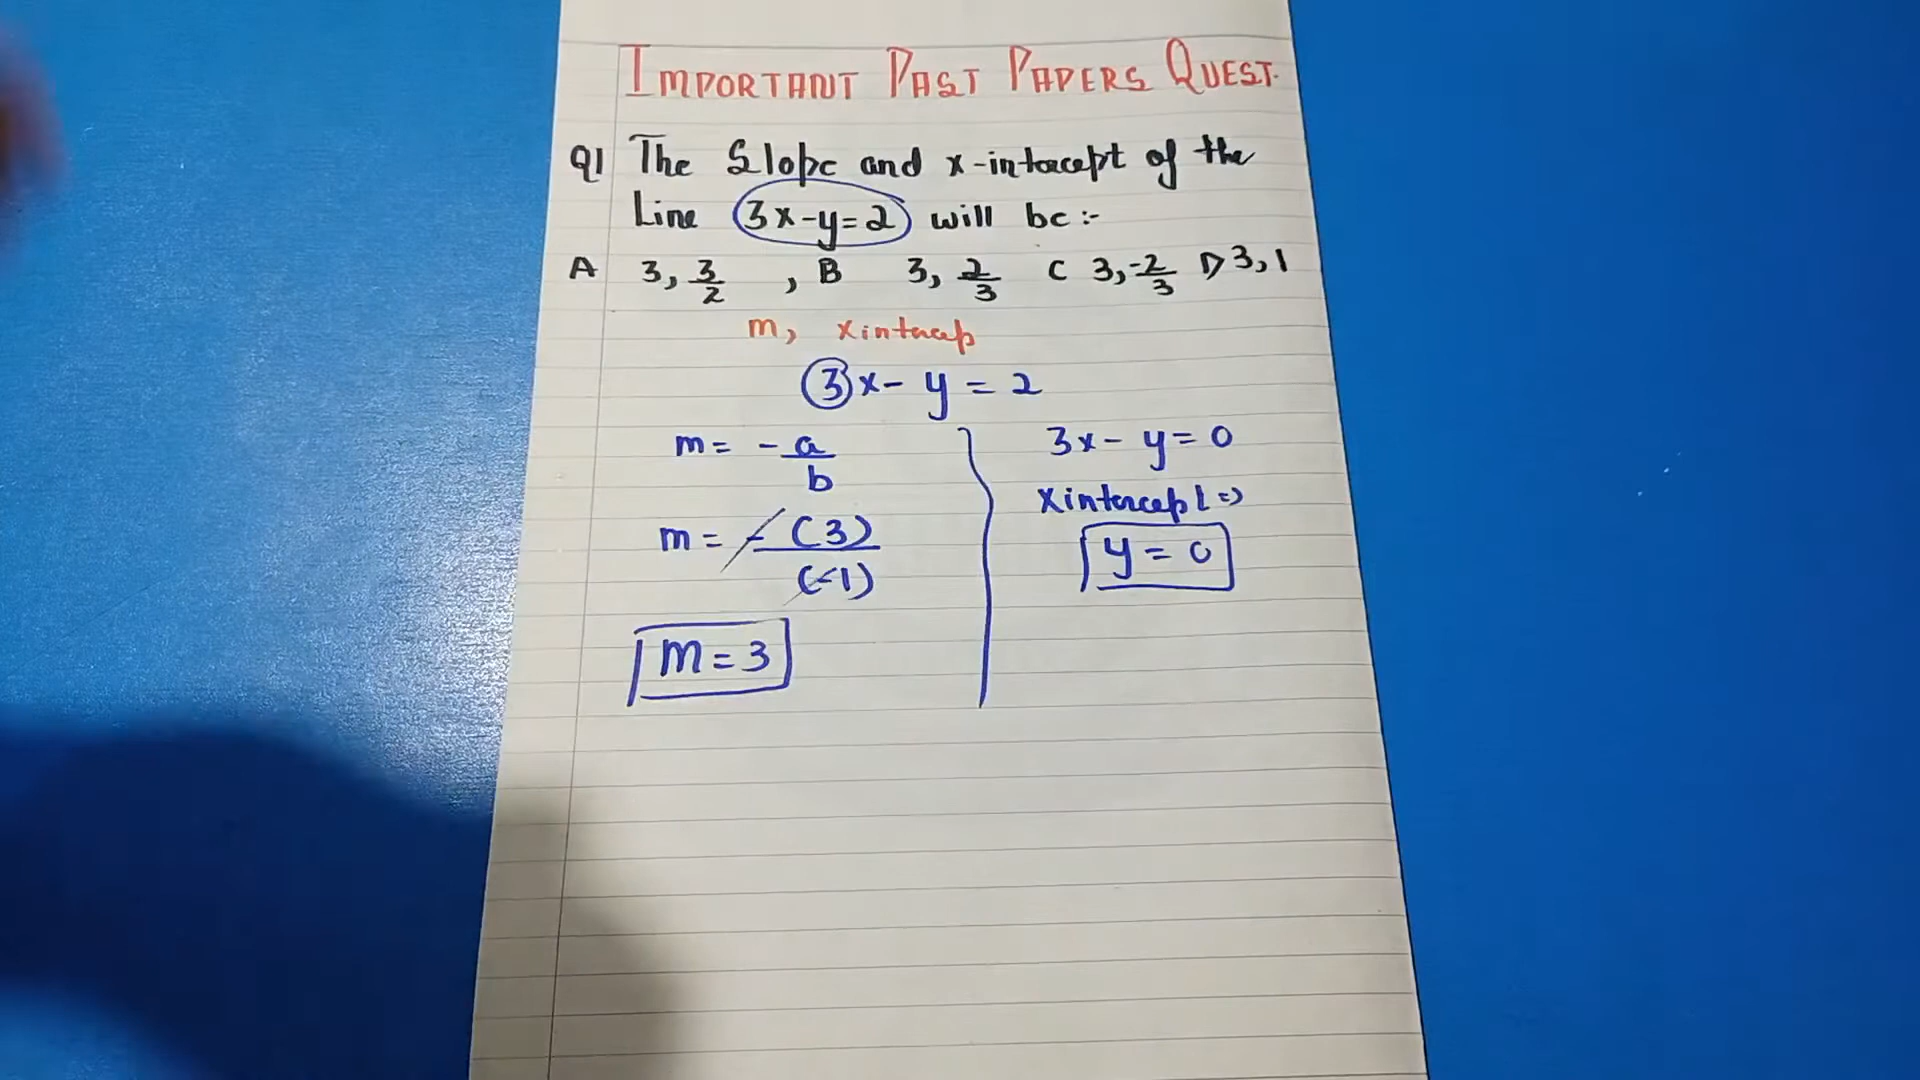 IMPORTANT PAST PAPERS QUEST.
Q1 The Slope and x-intercept of the
Line 3x-y=2 will be :-
A 3, 3/2 , B 3, 2/3 C 3, -2/3 D 3, 1
m, xintercep
3x - y = 2
m = -a/b
m = -(3)/(-1)
m = 3
3x - y = 0
xintercept =>
y = 0